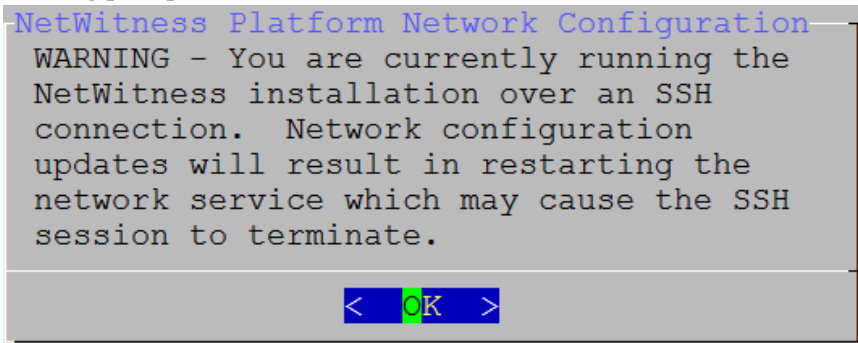 NetWitness Platform Network Configuration
WARNING - You are currently running the
NetWitness installation over an SSH
connection.  Network configuration
updates will result in restarting the
network service which may cause the SSH
session to terminate.
<  OK  >